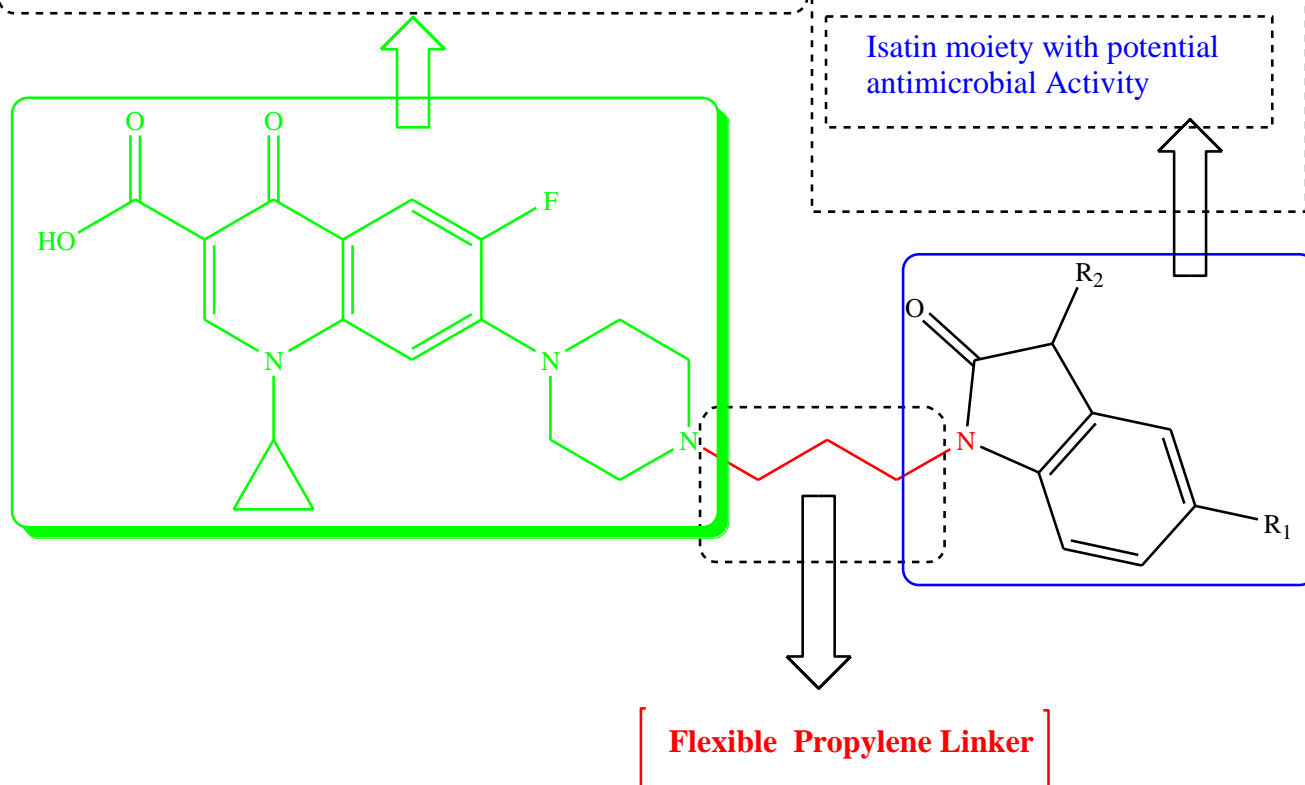 Isatin moiety with potential
antimicrobial Activity
O
O
F
HO
N
N
N
O
R2
N
R1
Flexible Propylene Linker